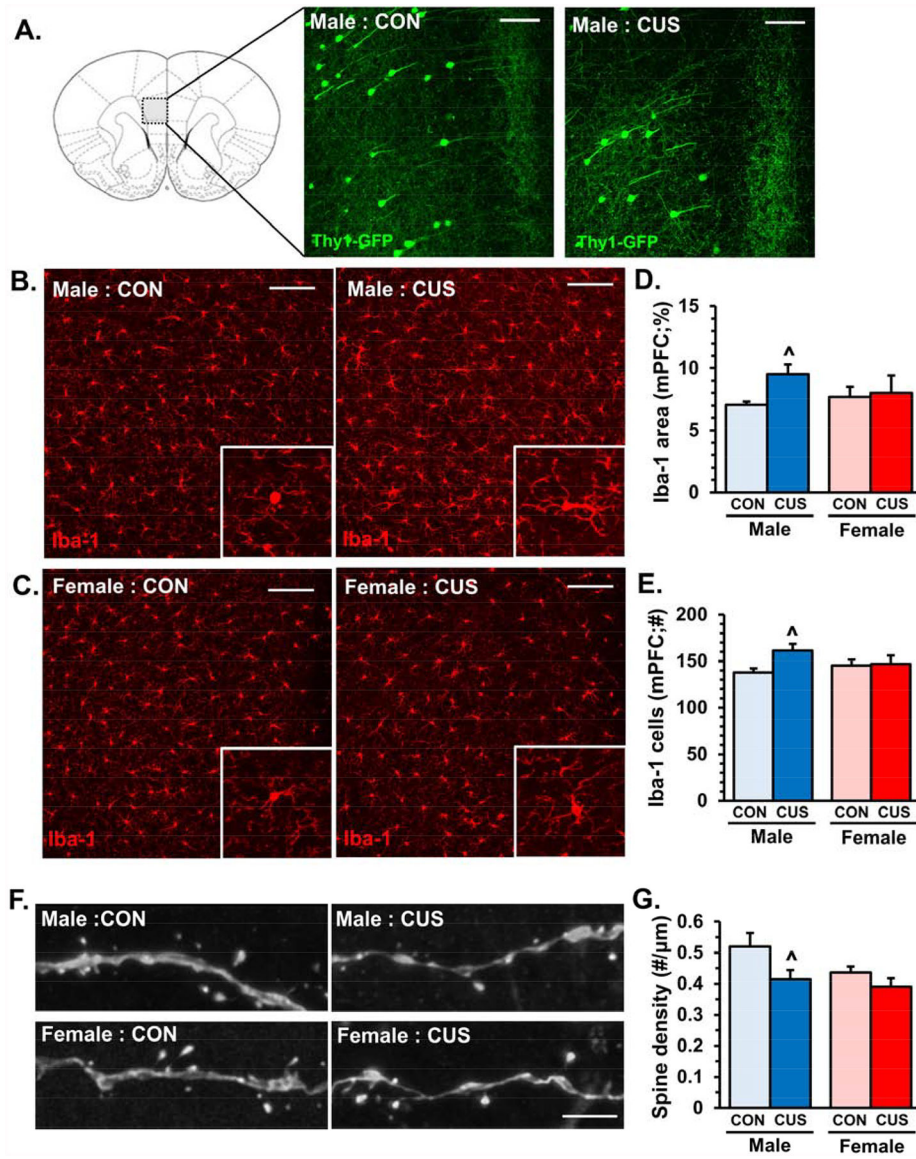 A.
Male : CON
Male : CUS
Thy1-GFP
Thy1-GFP
B.
Male : CON
Male : CUS
Iba-1
Iba-1
D.
Iba-1 area (mPFC;%)
15
10
5
0
^
CON CUS CON CUS
Male Female
C.
Female : CON
Female : CUS
Iba-1
Iba-1
E.
Iba-1 cells (mPFC;#)
200
150
100
50
0
^
CON CUS CON CUS
Male Female
F.
Male :CON
Male : CUS
Female : CON
Female : CUS
G.
Spine density (#/µm)
0.6
0.5
0.4
0.3
0.2
0.1
0
^
CON CUS CON CUS
Male Female